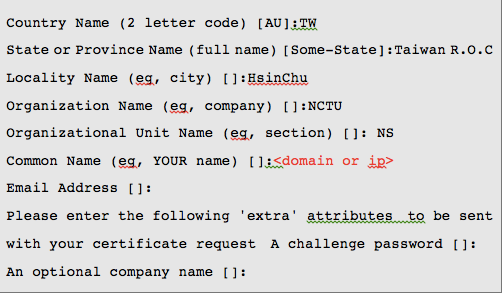 Country Name (2 letter code) [AU]:TW
State or Province Name (full name) [Some-State]:Taiwan R.O.C
Locality Name (eg, city) []:HsinChu
Organization Name (eg, company) []:NCTU
Organizational Unit Name (eg, section) []: NS
Common Name (eg, YOUR name) []:<domain or ip>
Email Address []:
Please enter the following 'extra' attributes  to be sent
with your certificate request  A challenge password []:
An optional company name []: